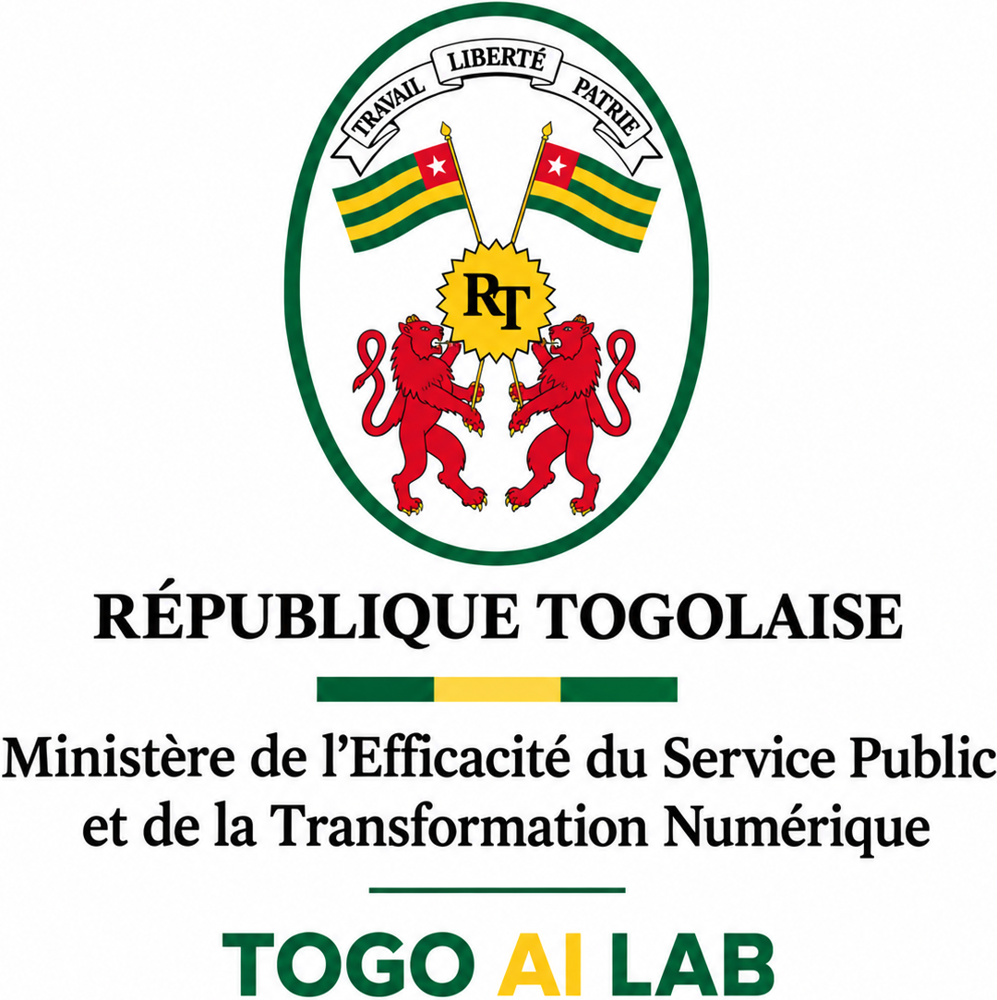 TRAVAIL LIBERTÉ PATRIE
RT
RÉPUBLIQUE TOGOLAISE
Ministère de l’Efficacité du Service Public
et de la Transformation Numérique
TOGO AI LAB